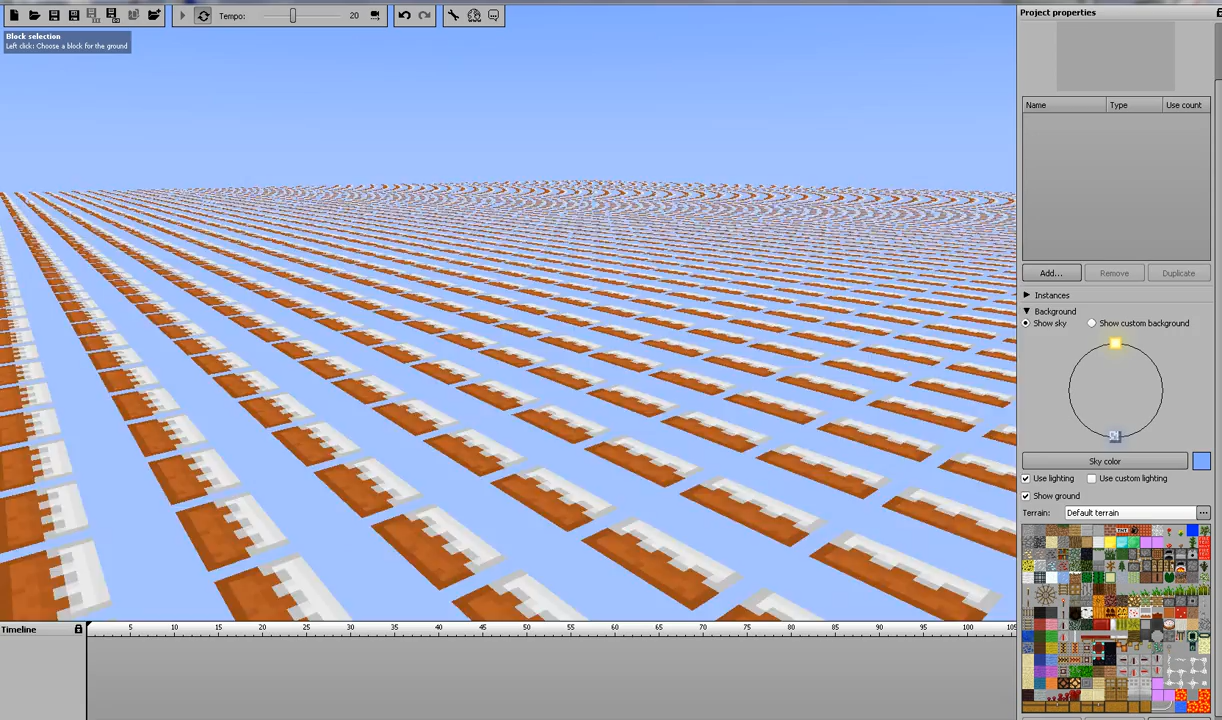 Tempo:
20
Block selection
Left click: Choose a block for the ground
Project properties
Name
Type
Use count
Add...
Remove
Duplicate
Instances
Background
Show sky
Show custom background
Sky color
Use lighting
Use custom lighting
Show ground
Terrain:
Default terrain
Timeline
5
10
15
20
25
30
35
40
45
50
55
60
65
70
75
80
85
90
95
100
105